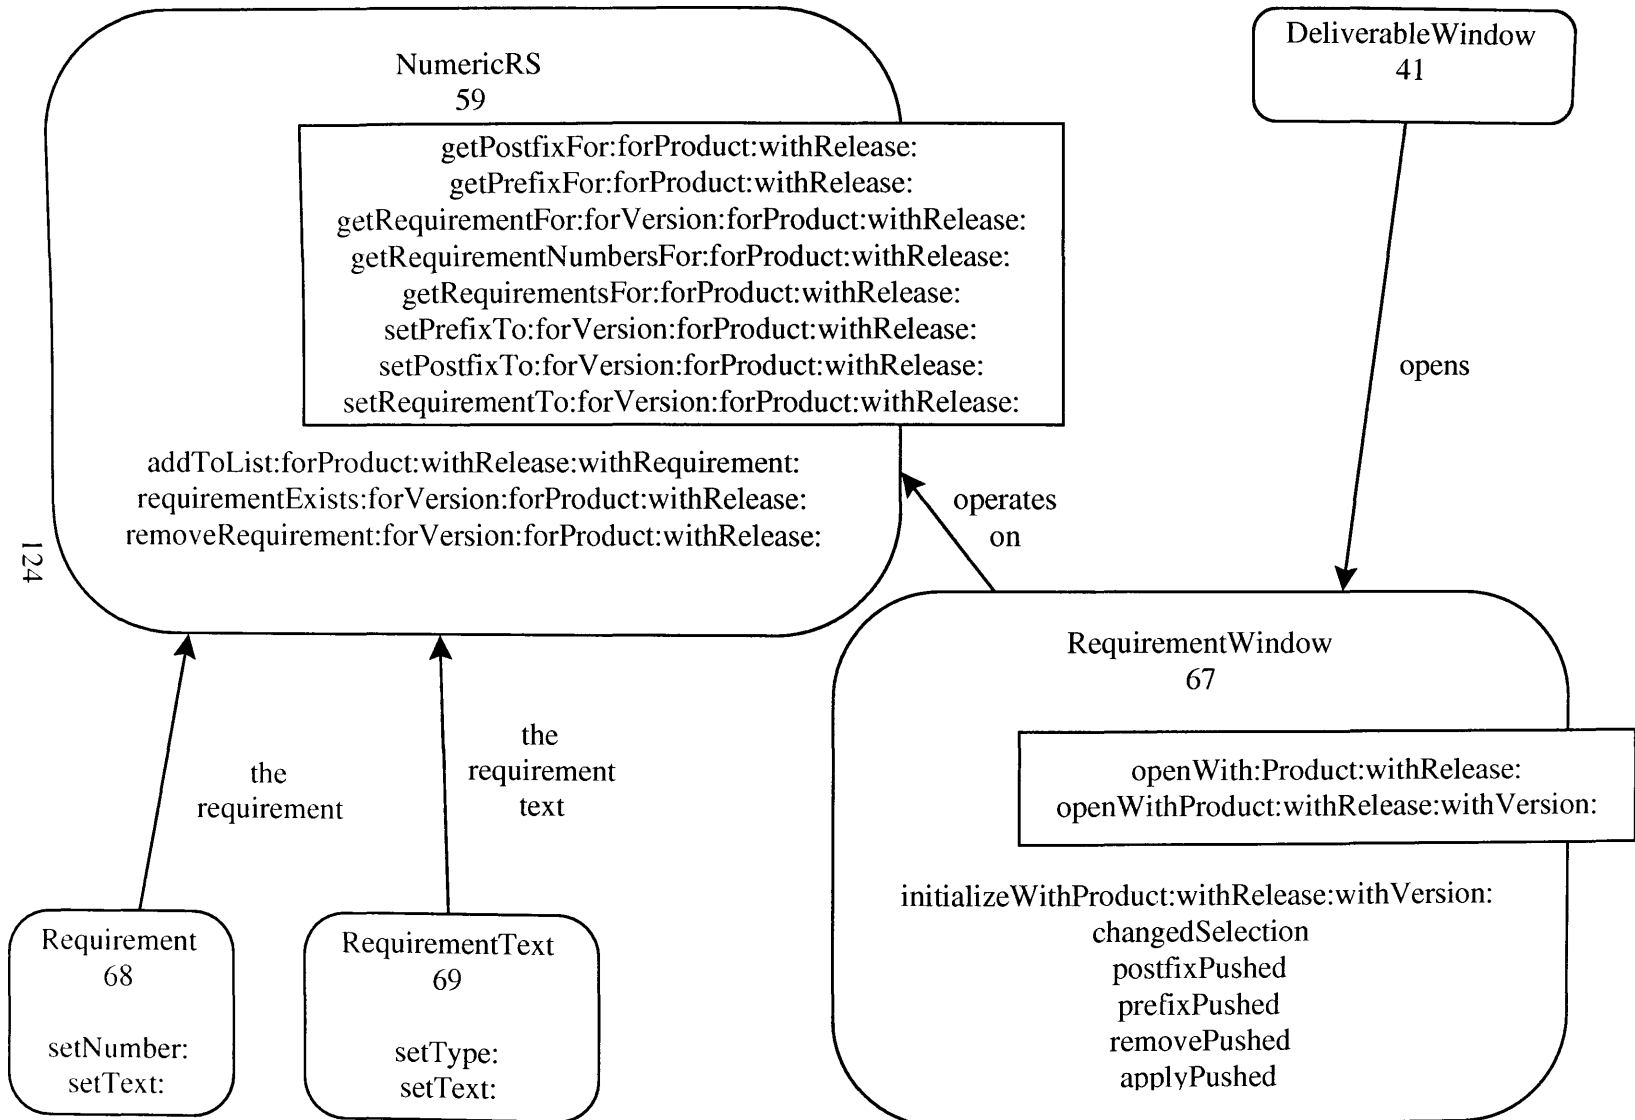 NumericRS
59
getPostfixFor:forProduct:withRelease:
getPrefixFor:forProduct:withRelease:
getRequirementFor:forVersion:forProduct:withRelease:
getRequirementNumbersFor:forProduct:withRelease:
getRequirementsFor:forProduct:withRelease:
setPrefixTo:forVersion:forProduct:withRelease:
setPostfixTo:forVersion:forProduct:withRelease:
setRequirementTo:forVersion:forProduct:withRelease:
addToList:forProduct:withRelease:withRequirement:
requirementExists:forVersion:forProduct:withRelease:
removeRequirement:forVersion:forProduct:withRelease:
DeliverableWindow
41
opens
operates
on
124
RequirementWindow
67
openWith:Product:withRelease:
openWithProduct:withRelease:withVersion:
initializeWithProduct:withRelease:withVersion:
changedSelection
postfixPushed
prefixPushed
removePushed
applyPushed
the
requirement
the
requirement
text
Requirement
68
setNumber:
setText:
RequirementText
69
setType:
setText: